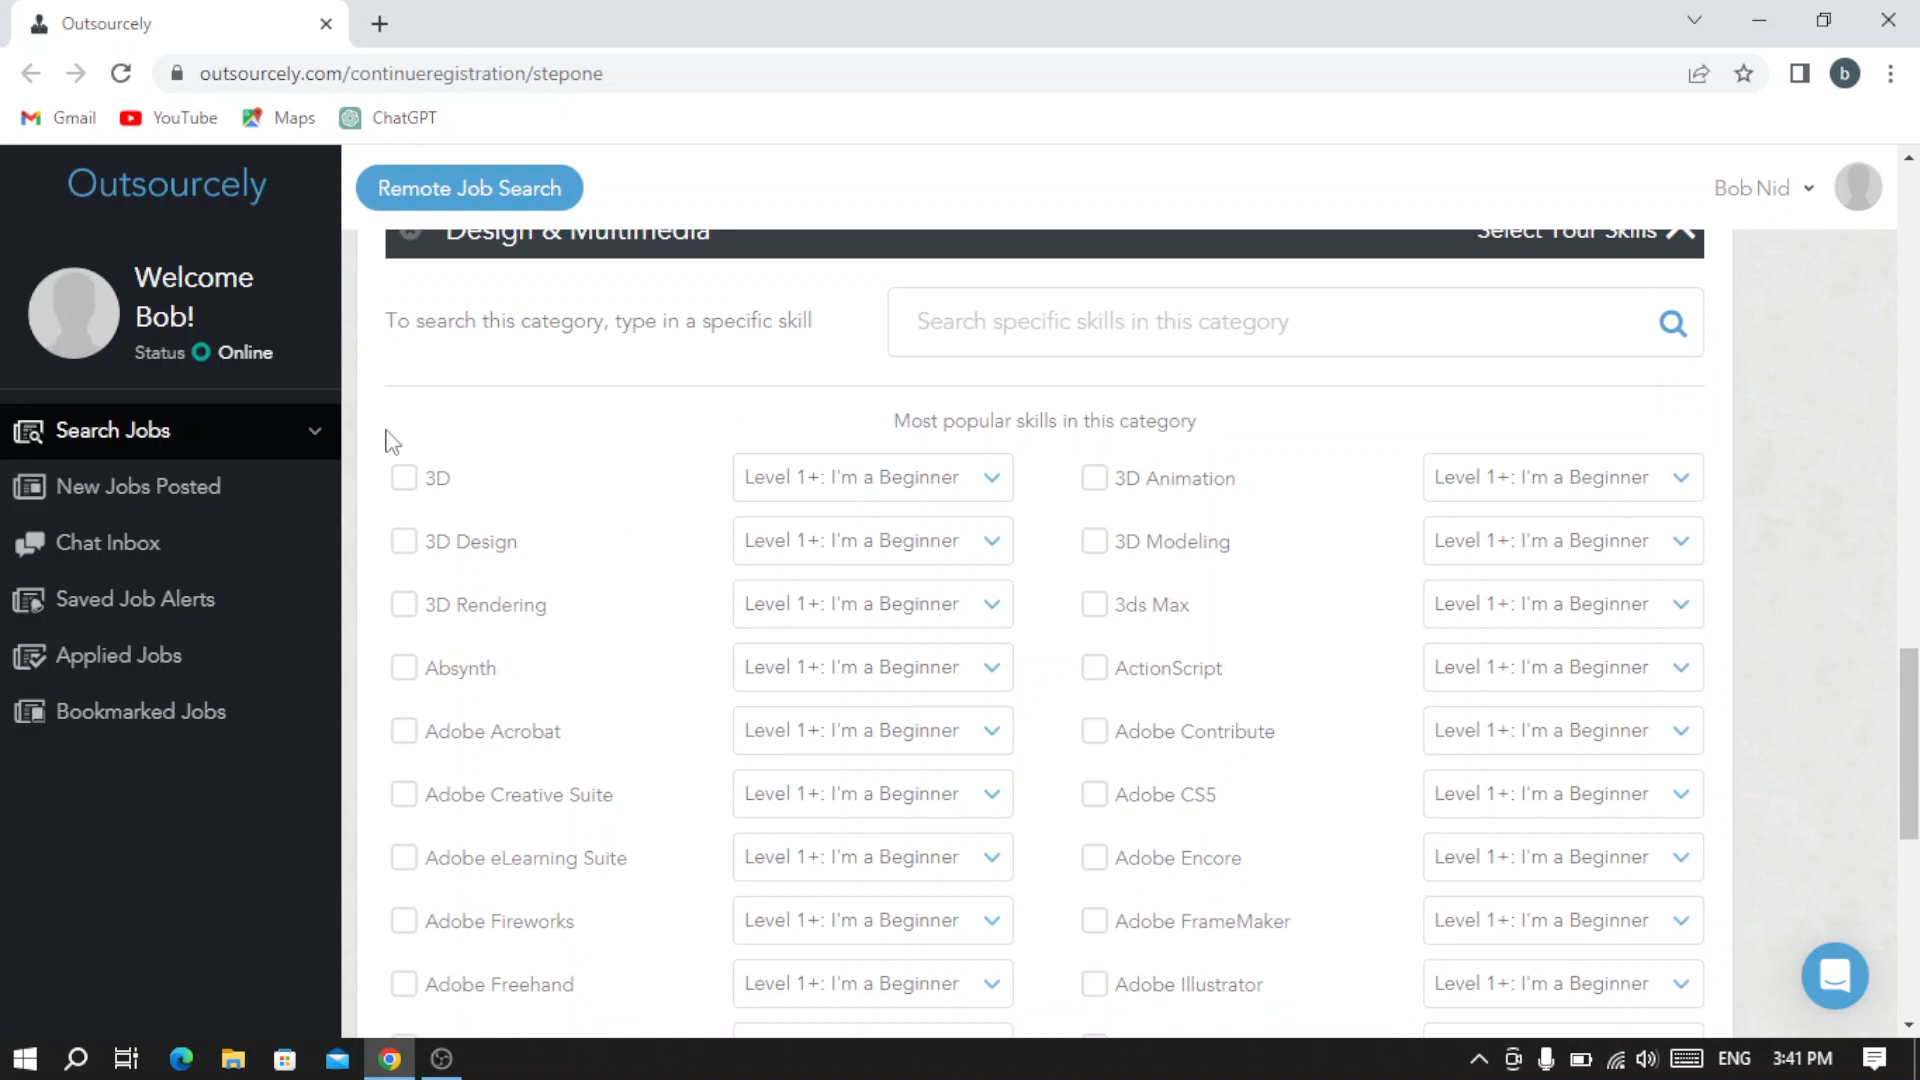 Outsourcely
outsourcely.com/continueregistration/stepone
b
Gmail YouTube Maps ChatGPT
Outsourcely
Remote Job Search
Bob Nid
Welcome
Bob!
Status Online
Search Jobs
New Jobs Posted
Chat Inbox
Saved Job Alerts
Applied Jobs
Bookmarked Jobs
Design & Multimedia Select Your Skills
To search this category, type in a specific skill Search specific skills in this category
Most popular skills in this category
3D Level 1+: I'm a Beginner 3D Animation Level 1+: I'm a Beginner
3D Design Level 1+: I'm a Beginner 3D Modeling Level 1+: I'm a Beginner
3D Rendering Level 1+: I'm a Beginner 3ds Max Level 1+: I'm a Beginner
Absynth Level 1+: I'm a Beginner ActionScript Level 1+: I'm a Beginner
Adobe Acrobat Level 1+: I'm a Beginner Adobe Contribute Level 1+: I'm a Beginner
Adobe Creative Suite Level 1+: I'm a Beginner Adobe CS5 Level 1+: I'm a Beginner
Adobe eLearning Suite Level 1+: I'm a Beginner Adobe Encore Level 1+: I'm a Beginner
Adobe Fireworks Level 1+: I'm a Beginner Adobe FrameMaker Level 1+: I'm a Beginner
Adobe Freehand Level 1+: I'm a Beginner Adobe Illustrator Level 1+: I'm a Beginner
ENG 3:41 PM